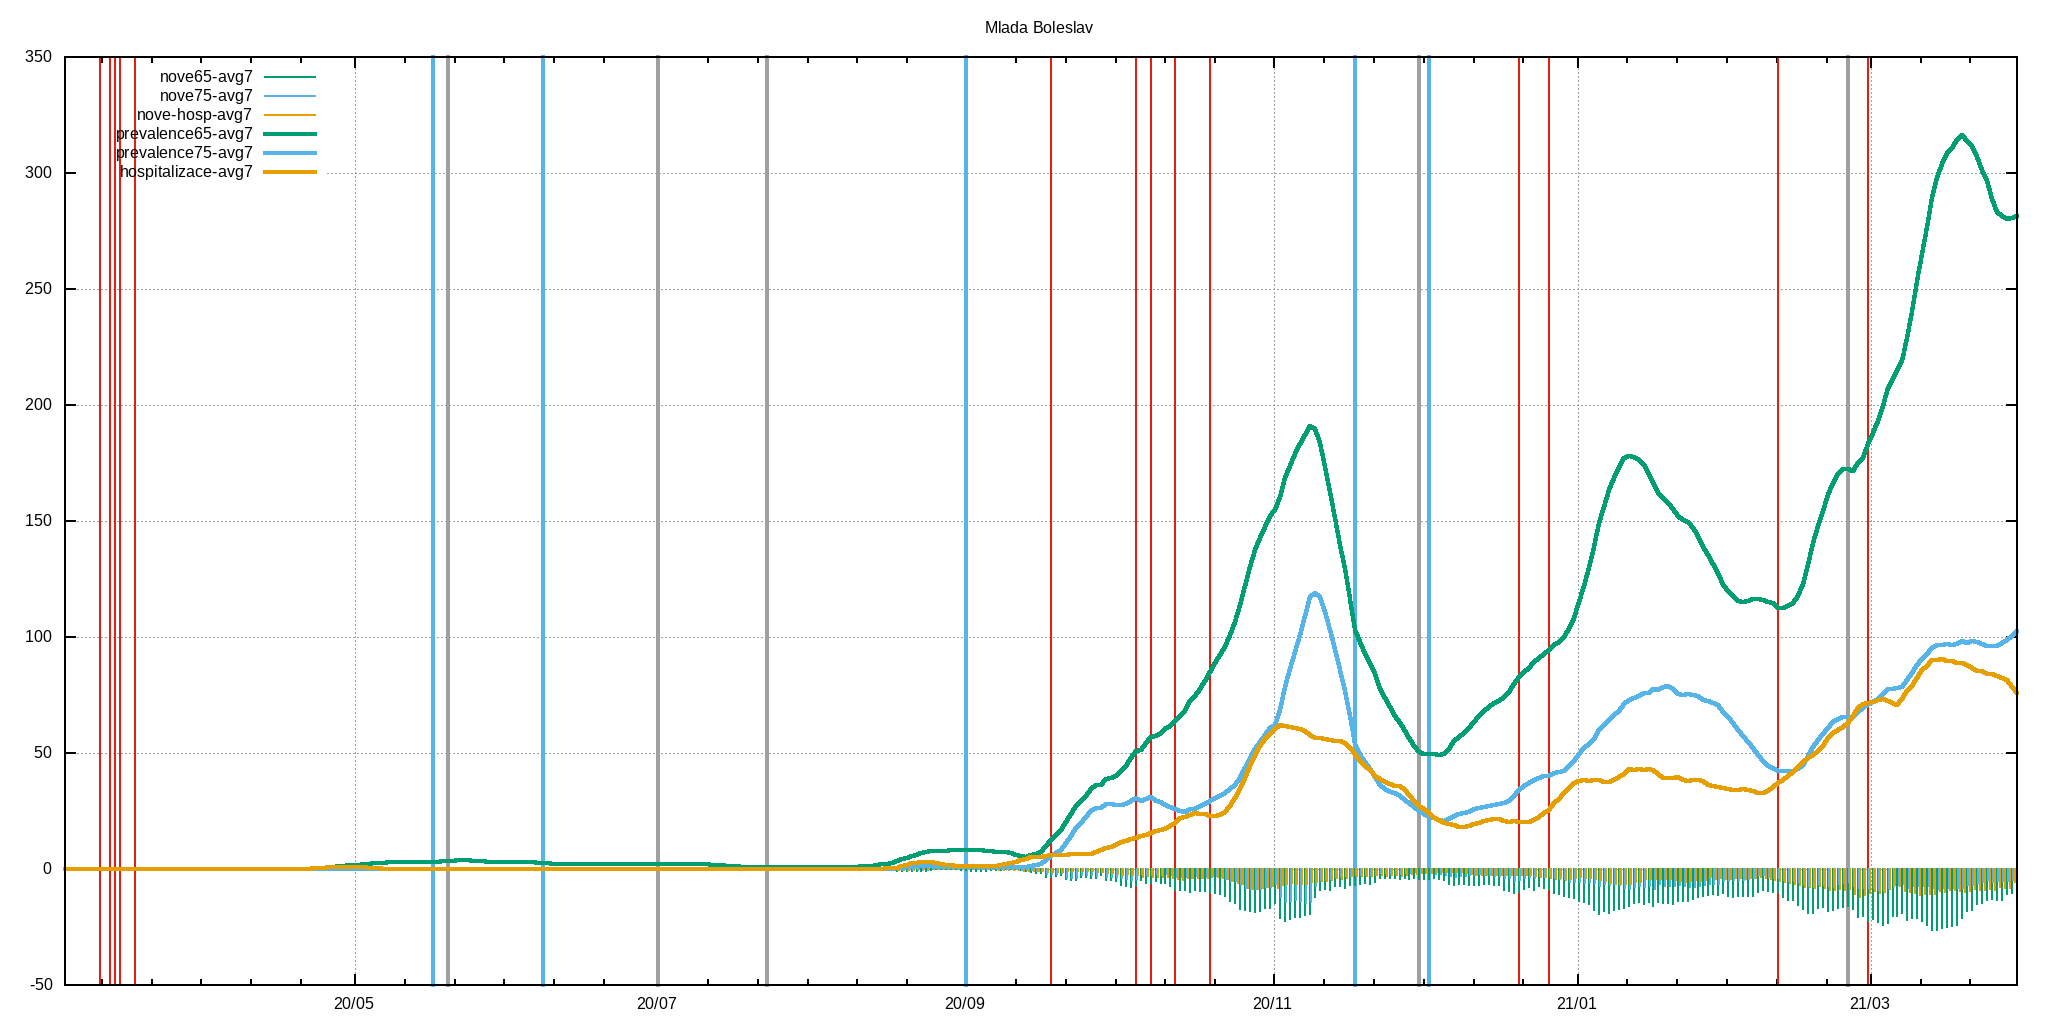 Mlada Boleslav
350
300
250
200
150
100
50
0
-50
nove65-avg7
nove75-avg7
nove-hosp-avg7
prevalence65-avg7
prevalence75-avg7
hospitalizace-avg7
20/05
20/07
20/09
20/11
21/01
21/03